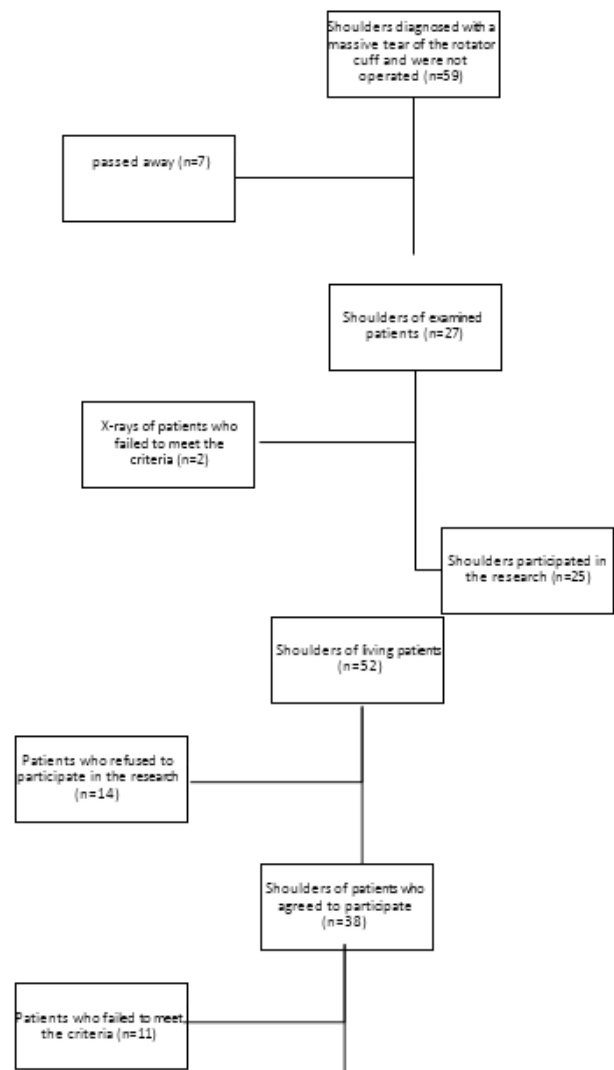 Shoulders diagnosed with a
massive tear of the rotator
cuff and were not
operated (n=59)
passed away (n=7)
Shoulders of examined
patients (n=27)
X-rays of patients who
failed to meet the
criteria (n=2)
Shoulders participated in
the research (n=25)
Shoulders of living patients
(n=52)
Patients who refused to
participate in the research
(n=14)
Shoulders of patients who
agreed to participate
(n=38)
Patients who failed to meet
the criteria (n=11)